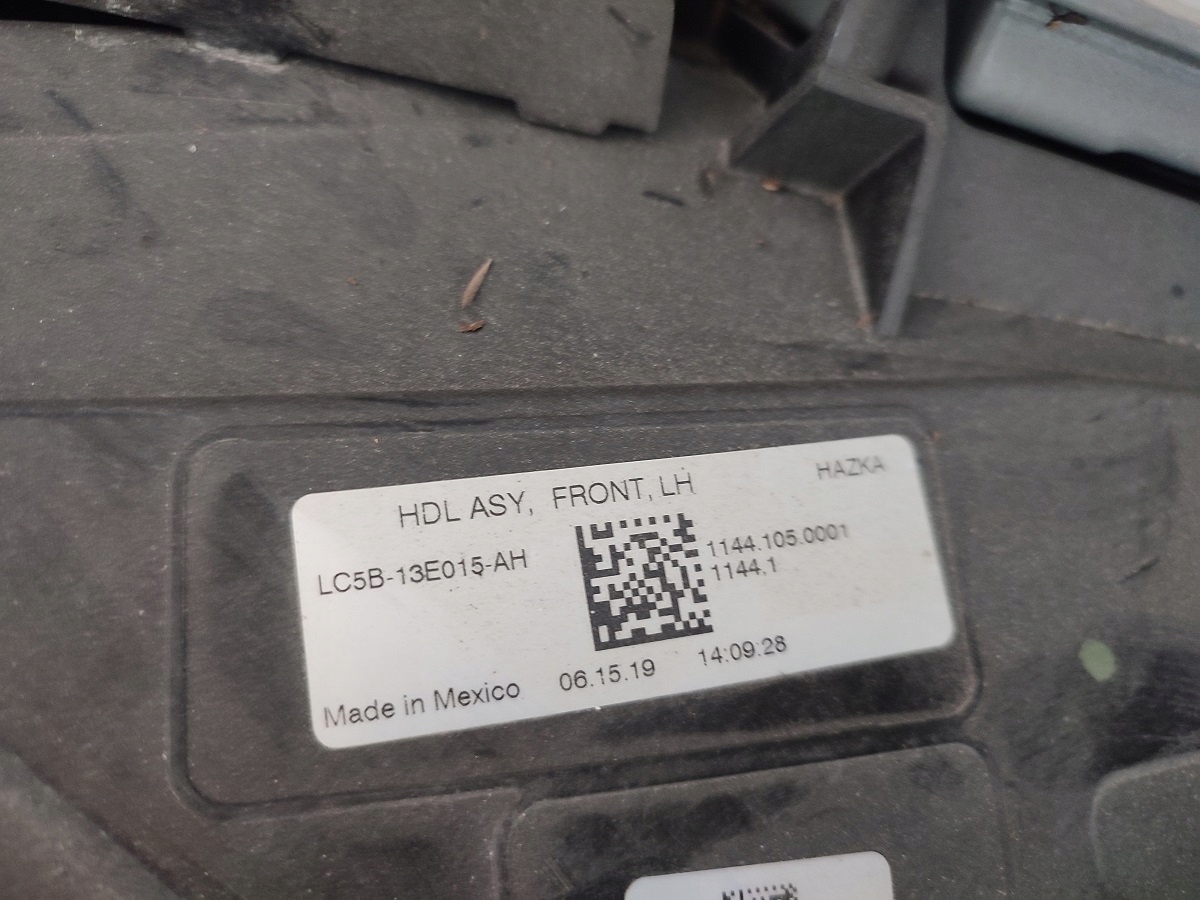 HDL ASY, FRONT, LH HAZKA
LC5B-13E015-AH
1144.105.0001
1144.1
Made in Mexico 06.15.19 14:09:28